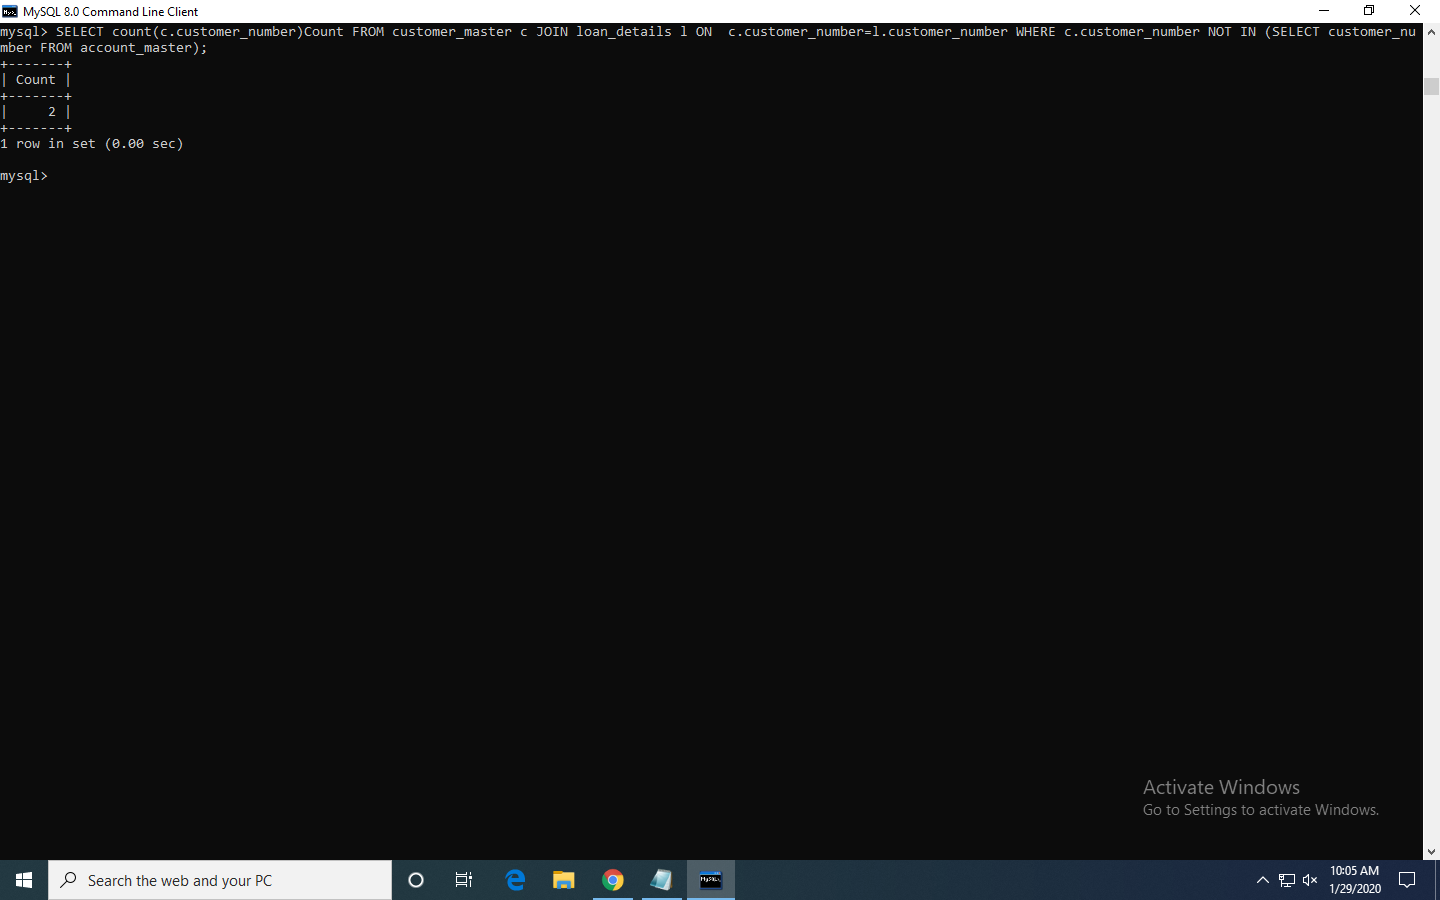 MySQL 8.0 Command Line Client
mysql> SELECT count(c.customer_number)Count FROM customer_master c JOIN loan_details l ON  c.customer_number=l.customer_number WHERE c.customer_number NOT IN (SELECT customer_nu
mber FROM account_master);
+-------+
| Count |
+-------+
|     2 |
+-------+
1 row in set (0.00 sec)
mysql>
Activate Windows
Go to Settings to activate Windows.
Search the web and your PC
10:05 AM
1/29/2020